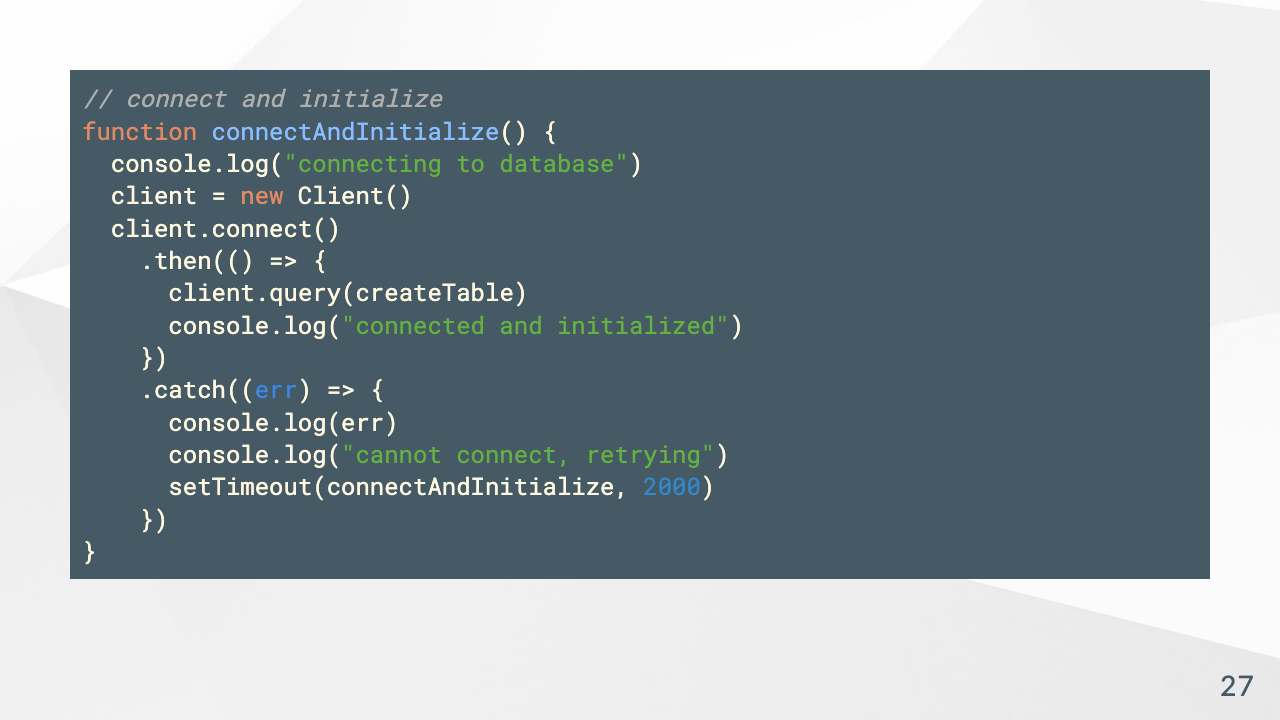 // connect and initialize
function connectAndInitialize() {
  console.log("connecting to database")
  client = new Client()
  client.connect()
    .then(() => {
      client.query(createTable)
      console.log("connected and initialized")
    })
    .catch((err) => {
      console.log(err)
      console.log("cannot connect, retrying")
      setTimeout(connectAndInitialize, 2000)
    })
}
27